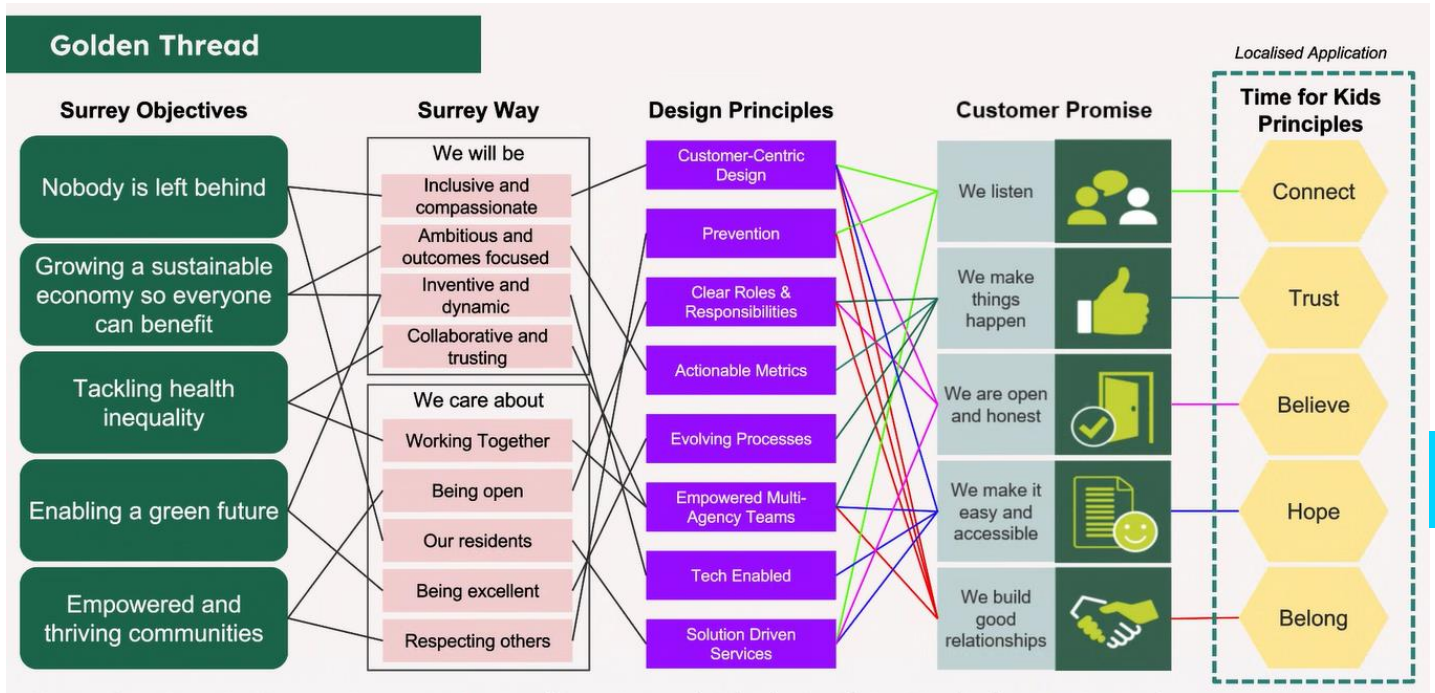 Golden Thread
Localised Application
Surrey Objectives
Nobody is left behind
Growing a sustainable
economy so everyone
can benefit
Tackling health
inequality
Enabling a green future
Empowered and
thriving communities
Surrey Way
We will be
Inclusive and
compassionate
Ambitious and
outcomes focused
Inventive and
dynamic
Collaborative and
trusting
We care about
Working Together
Being open
Our residents
Being excellent
Respecting others
Design Principles
Customer-Centric
Design
Prevention
Clear Roles &
Responsibilities
Actionable Metrics
Evolving Processes
Empowered Multi-
Agency Teams
Tech Enabled
Solution Driven
Services
Customer Promise
We listen
We make
things
happen
We are open
and honest
We make it
easy and
accessible
We build
good
relationships
Time for Kids
Principles
Connect
Trust
Believe
Hope
Belong